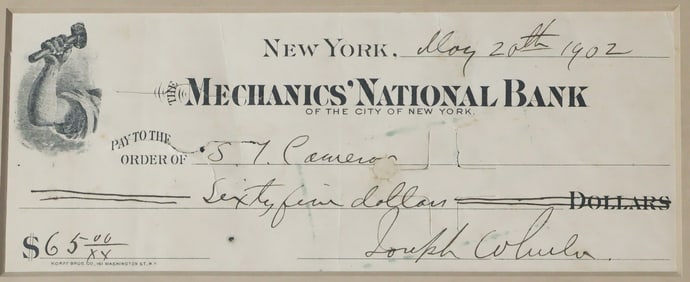 NEW YORK, May 20th 1902
THE MECHANICS' NATIONAL BANK
OF THE CITY OF NEW YORK.
PAY TO THE
ORDER OF S. T. Cameron
Sixty five dollars DOLLARS
$65 00/XX Joseph